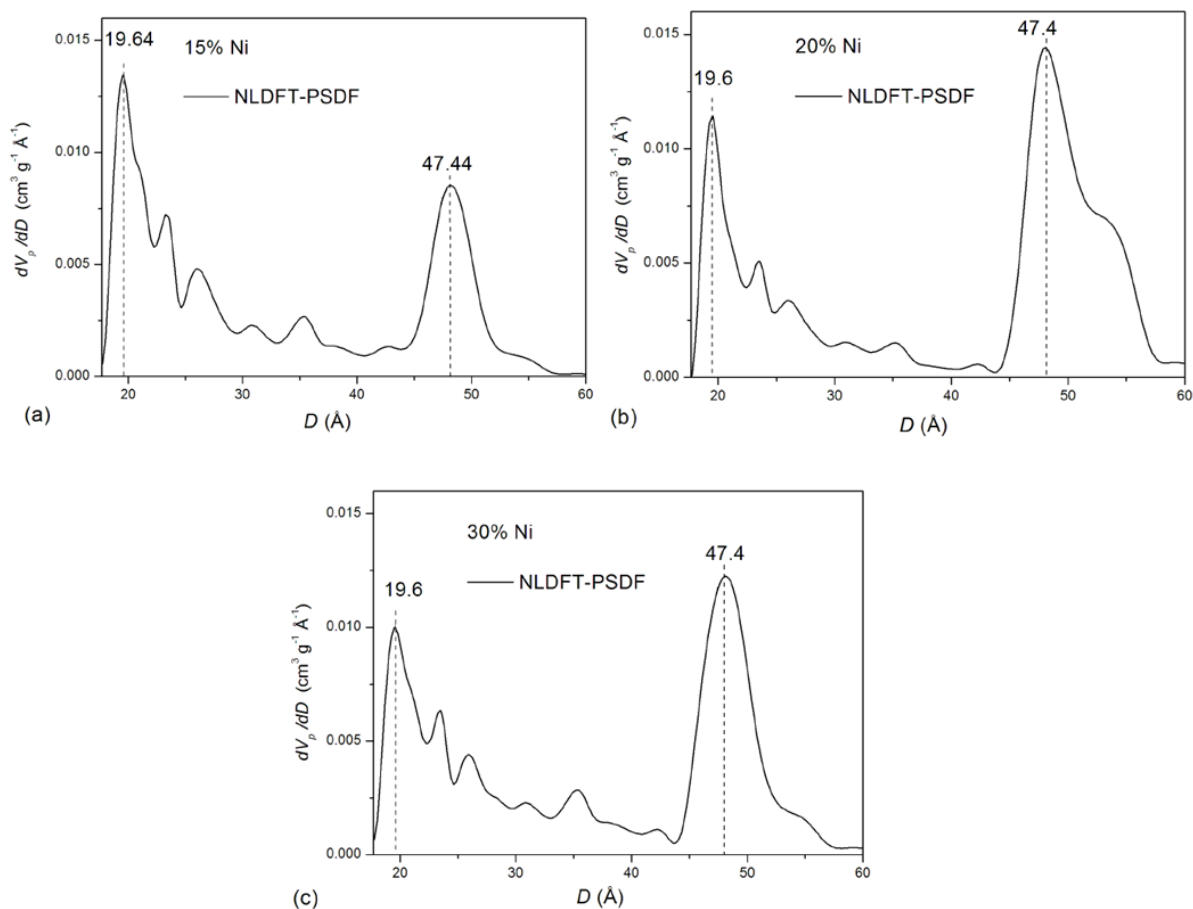 19.64
15% Ni
NLDFT-PSDF
47.44
0.015
0.010
0.005
0.000
20 30 40 50 60
dVp/dD (cm³ g⁻¹ Å⁻¹)
D (Å)
(a)
47.4
20% Ni
19.6
NLDFT-PSDF
0.015
0.010
0.005
0.000
20 30 40 50 60
dVp/dD (cm³ g⁻¹ Å⁻¹)
D (Å)
(b)
30% Ni
47.4
19.6
NLDFT-PSDF
0.015
0.010
0.005
0.000
20 30 40 50 60
dVp/dD (cm³ g⁻¹ Å⁻¹)
D (Å)
(c)